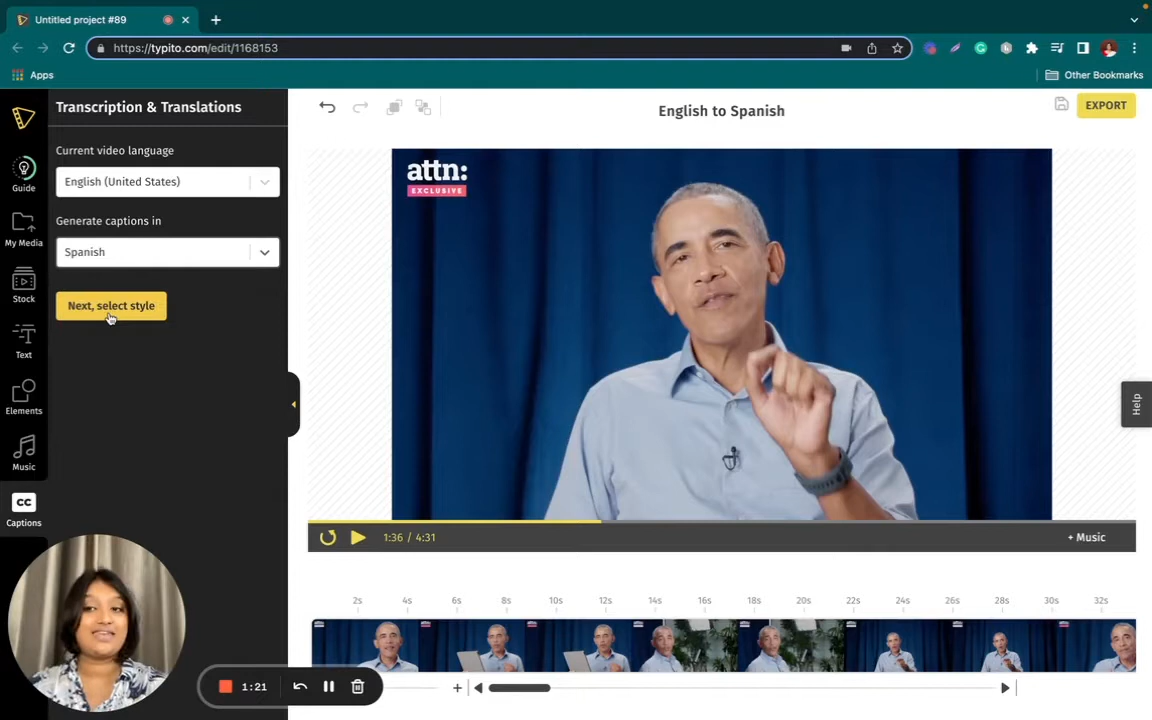 Untitled project #89
https://typito.com/edit/1168153
Apps
Other Bookmarks
Transcription & Translations
English to Spanish
EXPORT
Current video language
English (United States)
Generate captions in
Spanish
Next, select style
Guide
My Media
Stock
Text
Elements
Music
CC
Captions
attn:
EXCLUSIVE
Help
1:36 / 4:31
+ Music
2s 4s 6s 8s 10s 12s 14s 16s 18s 20s 22s 24s 26s 28s 30s 32s
1:21